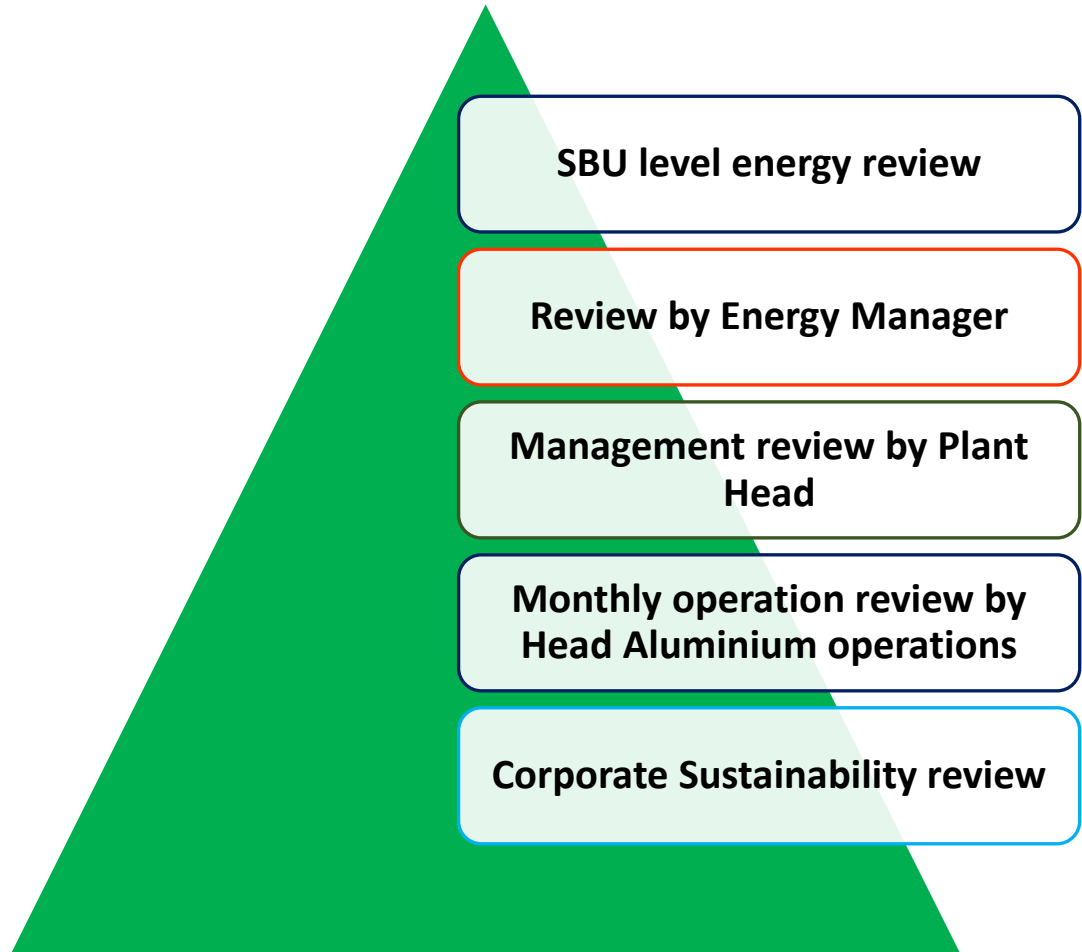 SBU level energy review
Review by Energy Manager
Management review by Plant
Head
Monthly operation review by
Head Aluminium operations
Corporate Sustainability review